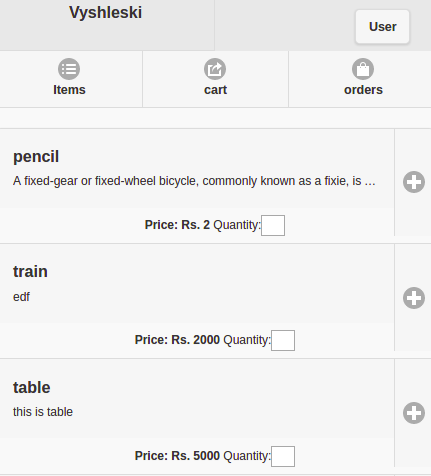 Vyshleski
User
Items
cart
orders
pencil
A fixed-gear or fixed-wheel bicycle, commonly known as a fixie, is ...
Price: Rs. 2 Quantity:
train
edf
Price: Rs. 2000 Quantity:
table
this is table
Price: Rs. 5000 Quantity: